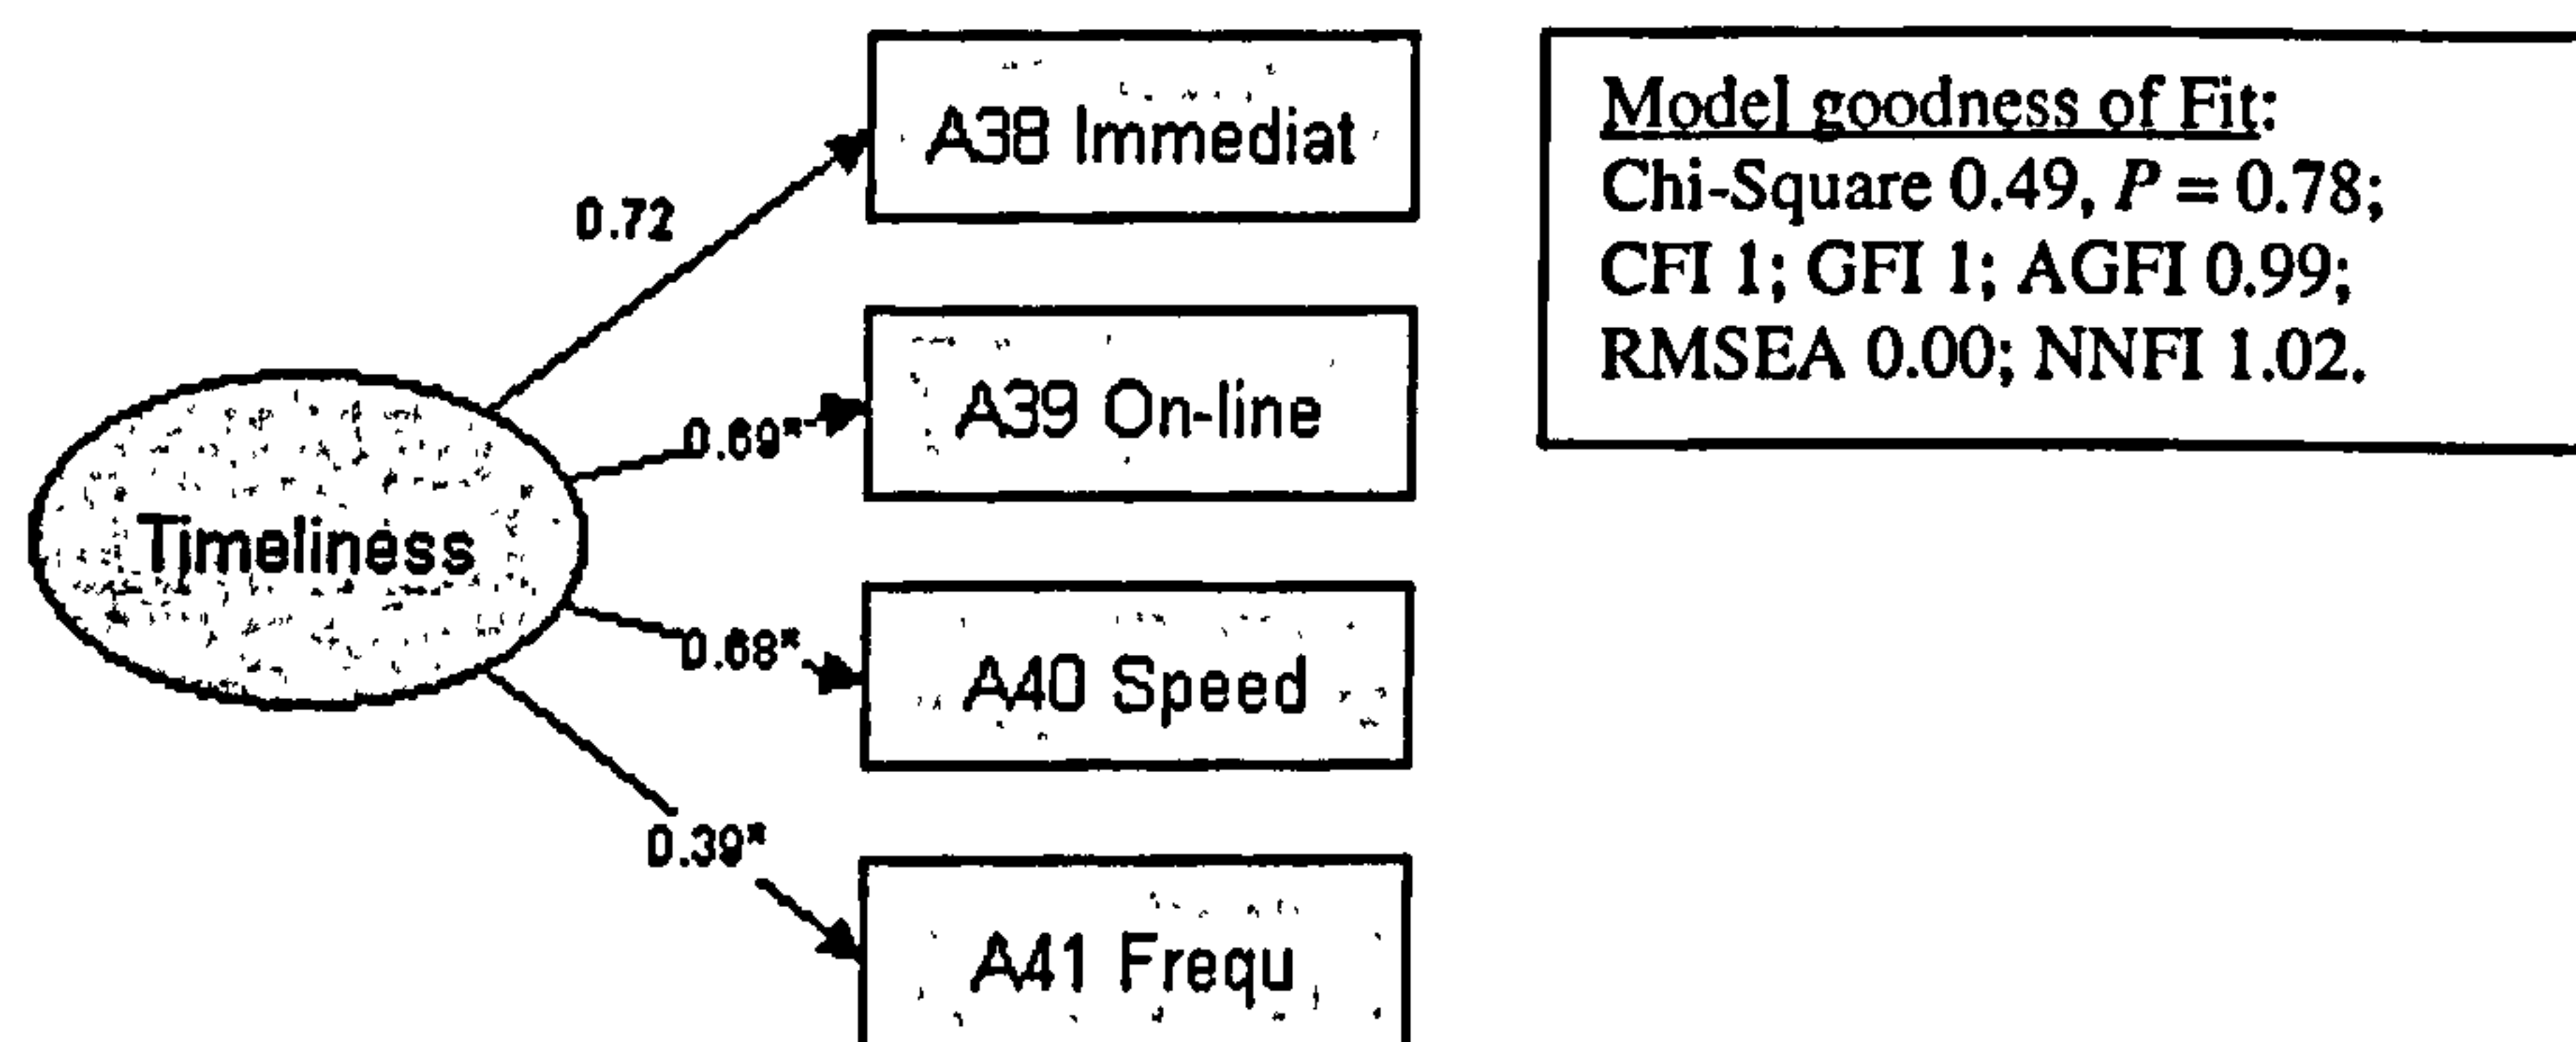 A38 Immediat
0.72
A39 On-line
0.69*
Timeliness
0.68*
A40 Speed
0.39*
A41 Frequ
Model goodness of Fit:
Chi-Square 0.49, P = 0.78;
CFI 1; GFI 1; AGFI 0.99;
RMSEA 0.00; NNFI 1.02.